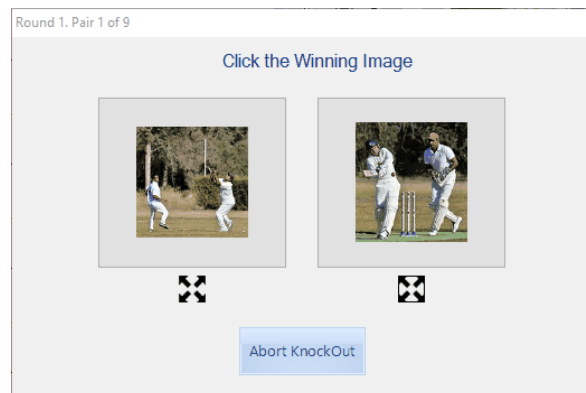 Round 1. Pair 1 of 9
Click the Winning Image
Abort KnockOut